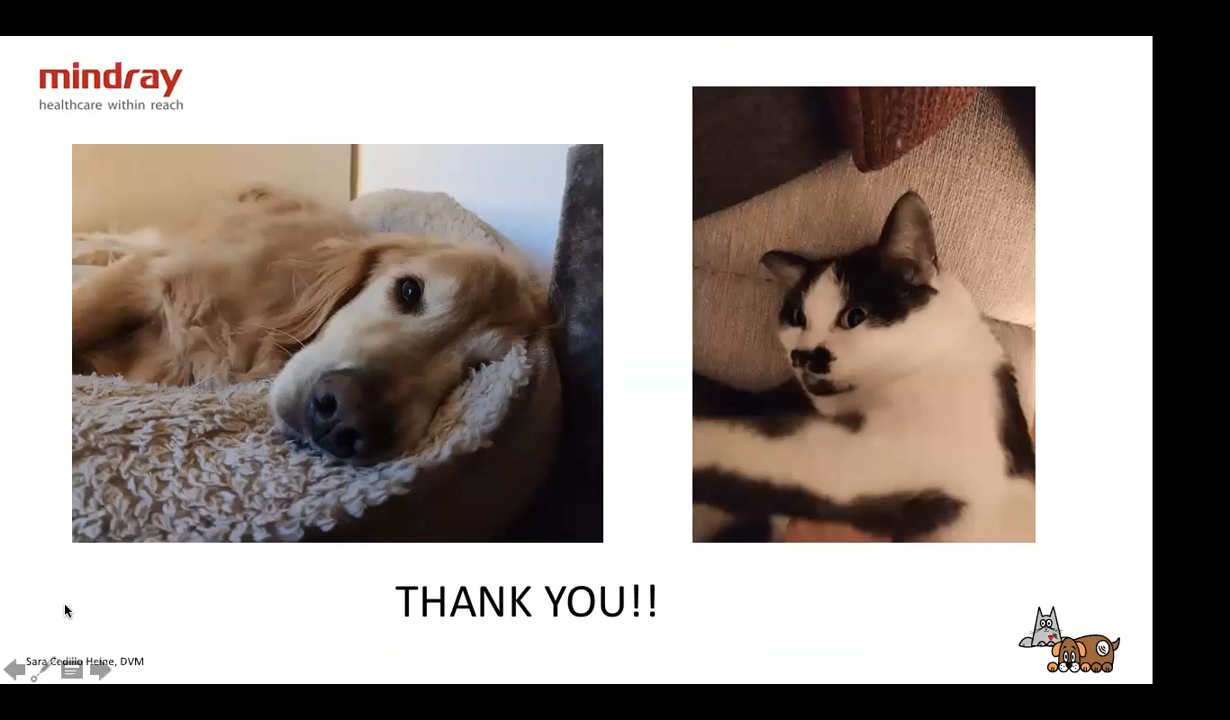 mindray
healthcare within reach
THANK YOU!!
Sara Cedillo Heine, DVM